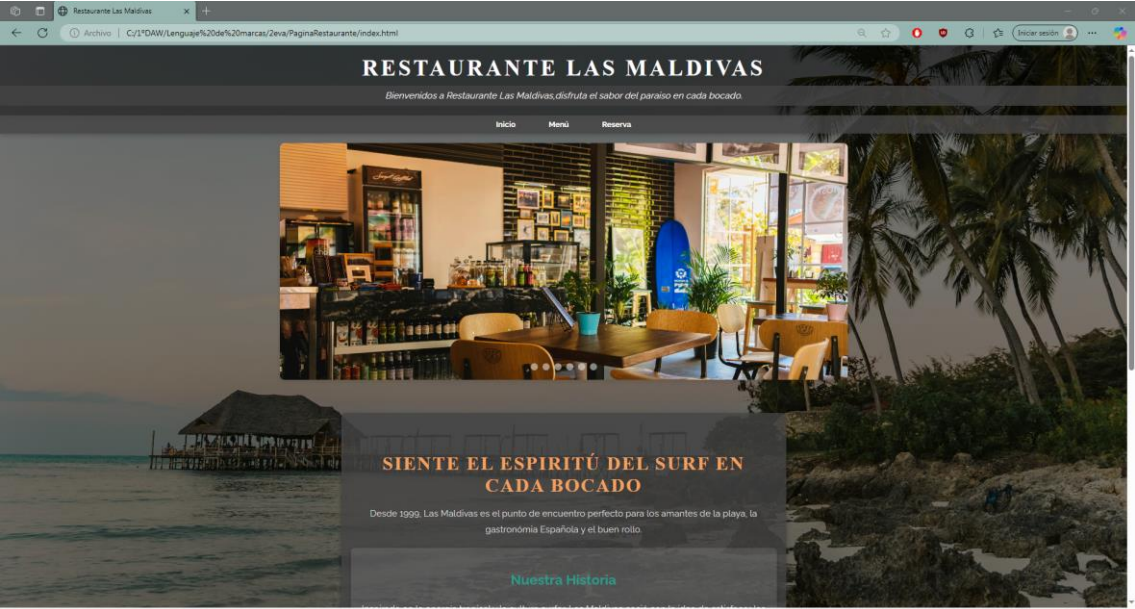 Restaurante Las Maldivas
Archivo C:/1ºDAW/Lenguaje%20de%20marcas/2eva/PaginaRestaurante/index.html
Iniciar sesión
RESTAURANTE LAS MALDIVAS
Bienvenidos a Restaurante Las Maldivas,disfruta el sabor del paraiso en cada bocado.
Inicio Menú Reserva
SIENTE EL ESPIRITÚ DEL SURF EN
CADA BOCADO
Desde 1999, Las Maldivas es el punto de encuentro perfecto para los amantes de la playa, la
gastronómia Española y el buen rollo.
Nuestra Historia